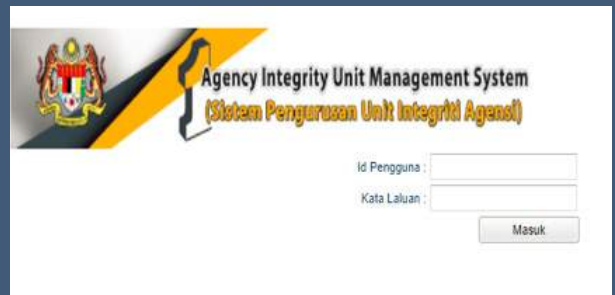 Agency Integrity Unit Management System
(Sistem Pengurusan Unit Integriti Agensi)
Id Pengguna :
Kata Laluan :
Masuk